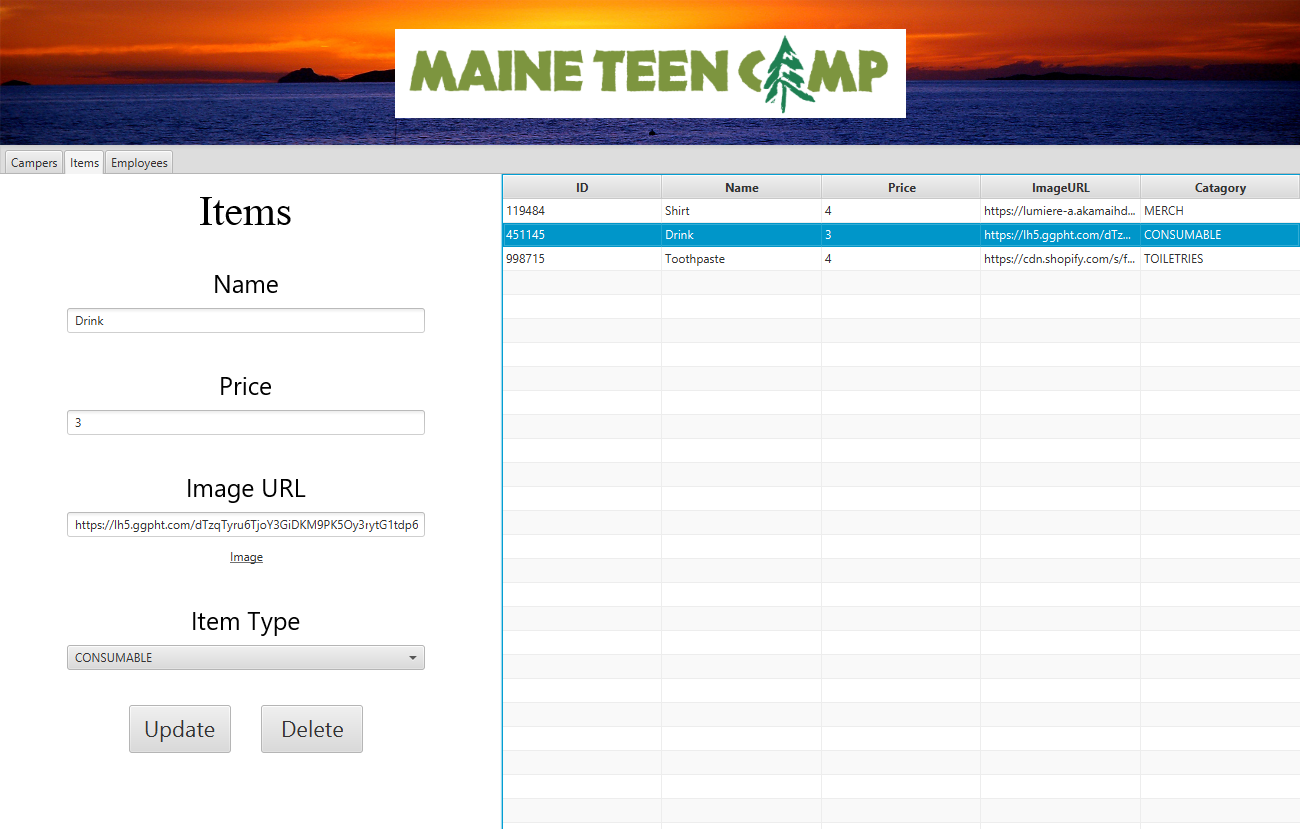 MAINE TEEN CAMP
Campers Items Employees
Items
Name
Drink
Price
3
Image URL
https://lh5.ggpht.com/dTzqTyru6TjoY3GiDKM9PK5Oy3rytG1tdp6
Image
Item Type
CONSUMABLE
Update Delete
ID Name Price ImageURL Catagory
119484 Shirt 4 https://lumiere-a.akamaihd... MERCH
451145 Drink 3 https://lh5.ggpht.com/dTz... CONSUMABLE
998715 Toothpaste 4 https://cdn.shopify.com/s/f... TOILETRIES